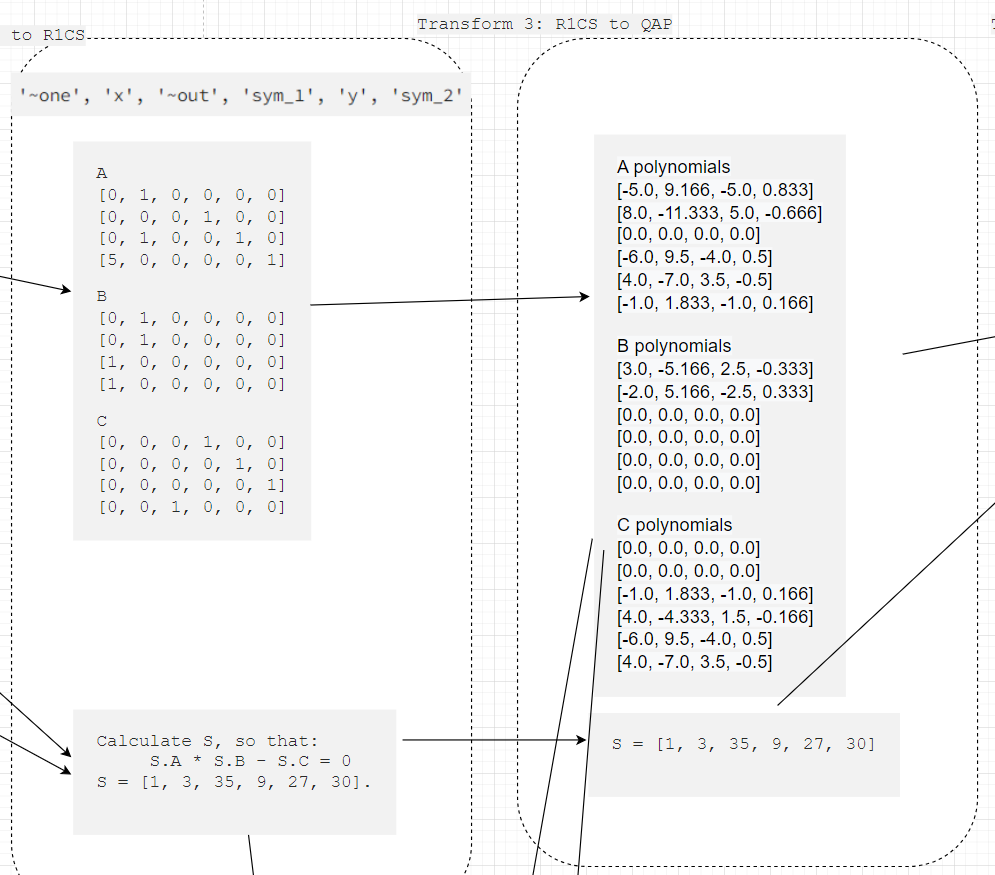 Transform 3: R1CS to QAP
to R1CS
'~one', 'x', '~out', 'sym_1', 'y', 'sym_2'
A
[0, 1, 0, 0, 0, 0]
[0, 0, 0, 1, 0, 0]
[0, 1, 0, 0, 1, 0]
[5, 0, 0, 0, 0, 1]
B
[0, 1, 0, 0, 0, 0]
[0, 1, 0, 0, 0, 0]
[1, 0, 0, 0, 0, 0]
[1, 0, 0, 0, 0, 0]
C
[0, 0, 0, 1, 0, 0]
[0, 0, 0, 0, 1, 0]
[0, 0, 0, 0, 0, 1]
[0, 0, 1, 0, 0, 0]
Calculate S, so that:
S.A * S.B - S.C = 0
S = [1, 3, 35, 9, 27, 30].
A polynomials
[-5.0, 9.166, -5.0, 0.833]
[8.0, -11.333, 5.0, -0.666]
[0.0, 0.0, 0.0, 0.0]
[-6.0, 9.5, -4.0, 0.5]
[4.0, -7.0, 3.5, -0.5]
[-1.0, 1.833, -1.0, 0.166]
B polynomials
[3.0, -5.166, 2.5, -0.333]
[-2.0, 5.166, -2.5, 0.333]
[0.0, 0.0, 0.0, 0.0]
[0.0, 0.0, 0.0, 0.0]
[0.0, 0.0, 0.0, 0.0]
[0.0, 0.0, 0.0, 0.0]
C polynomials
[0.0, 0.0, 0.0, 0.0]
[0.0, 0.0, 0.0, 0.0]
[-1.0, 1.833, -1.0, 0.166]
[4.0, -4.333, 1.5, -0.166]
[-6.0, 9.5, -4.0, 0.5]
[4.0, -7.0, 3.5, -0.5]
S = [1, 3, 35, 9, 27, 30]